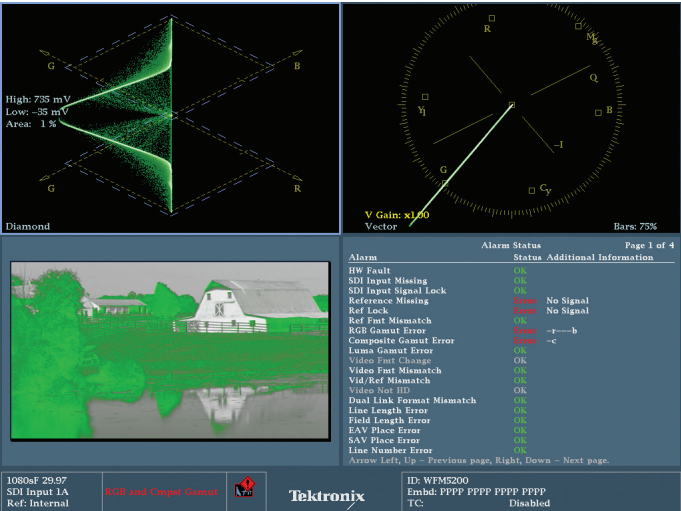 G
B
High: 735 mV
Low: -35 mV
Area: 1 %
G
R
Diamond
R
Mg
Q
Yl
B
-I
G
Cy
V Gain: x1.00
Vector
Bars: 75%
Alarm Status
Page 1 of 4
Alarm Status Additional Information
HW Fault OK
SDI Input Missing OK
SDI Input Signal Lock OK
Reference Missing No Signal
Ref Lock No Signal
Ref Fmt Mismatch OK
RGB Gamut Error -r---b
Composite Gamut Error -c
Luma Gamut Error OK
Video Fmt Change OK
Video Fmt Mismatch OK
Vid/Ref Mismatch OK
Video Not HD OK
Dual Link Format Mismatch OK
Line Length Error OK
Field Length Error OK
EAV Place Error OK
SAV Place Error OK
Line Number Error OK
Arrow Left, Up - Previous page, Right, Down - Next page.
1080sF 29.97
SDI Input 1A
Ref: Internal
RGB and Cmpst Gamut
Tektronix
ID: WFM5200
Embd: PPPP PPPP PPPP PPPP
TC: Disabled